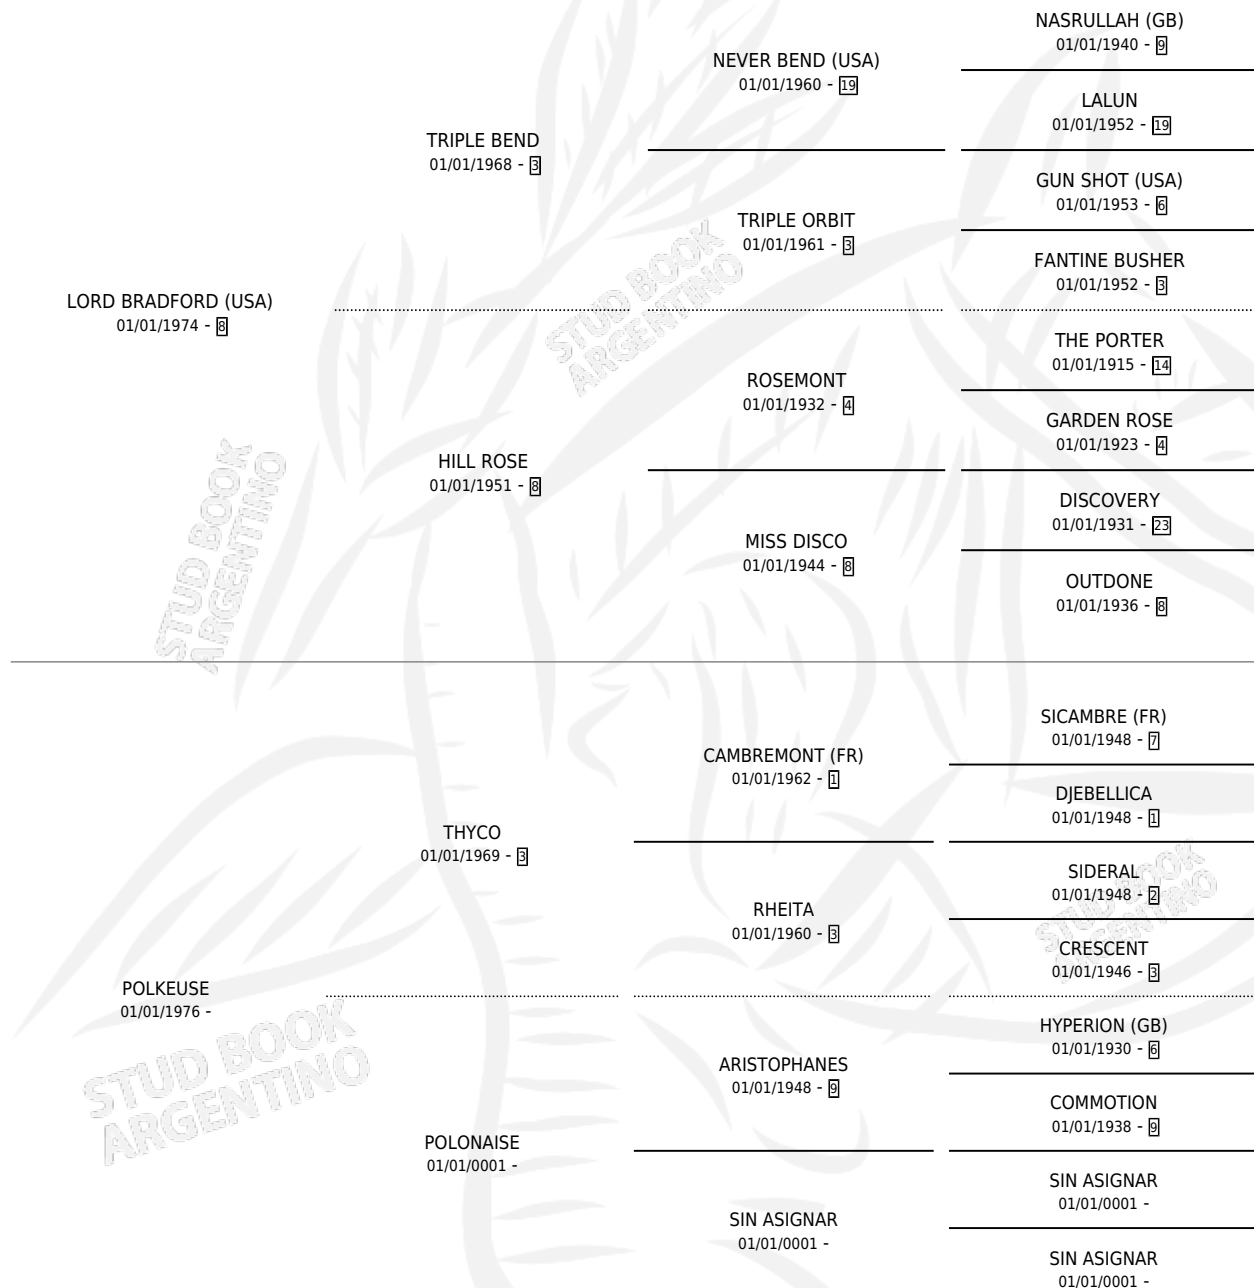 NASRULLAH (GB)
01/01/1940 - 9
NEVER BEND (USA)
01/01/1960 - 19
LALUN
01/01/1952 - 19
TRIPLE BEND
01/01/1968 - 3
GUN SHOT (USA)
01/01/1953 - 6
TRIPLE ORBIT
01/01/1961 - 3
FANTINE BUSHER
01/01/1952 - 3
LORD BRADFORD (USA)
01/01/1974 - 8
THE PORTER
01/01/1915 - 14
ROSEMONT
01/01/1932 - 4
GARDEN ROSE
01/01/1923 - 4
HILL ROSE
01/01/1951 - 8
DISCOVERY
01/01/1931 - 23
MISS DISCO
01/01/1944 - 8
OUTDONE
01/01/1936 - 8
SICAMBRE (FR)
01/01/1948 - 7
CAMBREMONT (FR)
01/01/1962 - 1
DJEBELLICA
01/01/1948 - 1
THYCO
01/01/1969 - 3
SIDERAL
01/01/1948 - 2
RHEITA
01/01/1960 - 3
CRESCENT
01/01/1946 - 3
POLKEUSE
01/01/1976 -
HYPERION (GB)
01/01/1930 - 6
ARISTOPHANES
01/01/1948 - 9
COMMOTION
01/01/1938 - 9
POLONAISE
01/01/0001 -
SIN ASIGNAR
01/01/0001 -
SIN ASIGNAR
01/01/0001 -
SIN ASIGNAR
01/01/0001 -
STUD BOOK
ARGENTINO
STUD BOOK
ARGENTINO
STUD BOOK
ARGENTINO
STUD BOOK
ARGENTINO